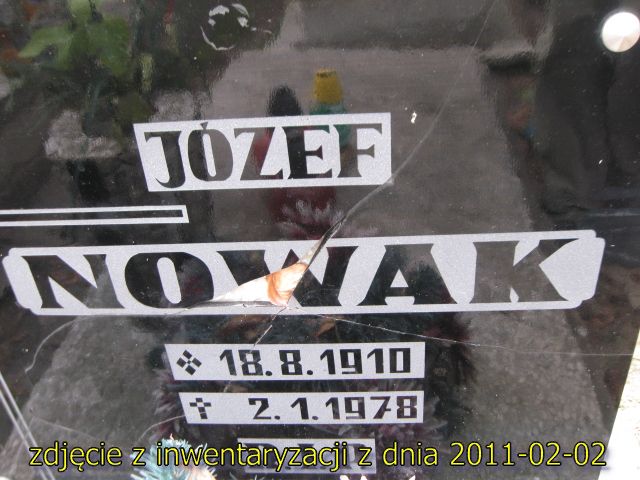 JÓZEF
NOWAK
18.8.1910
✝ 2.1.1978
zdjęcie z inwentaryzacji z dnia 2011-02-02